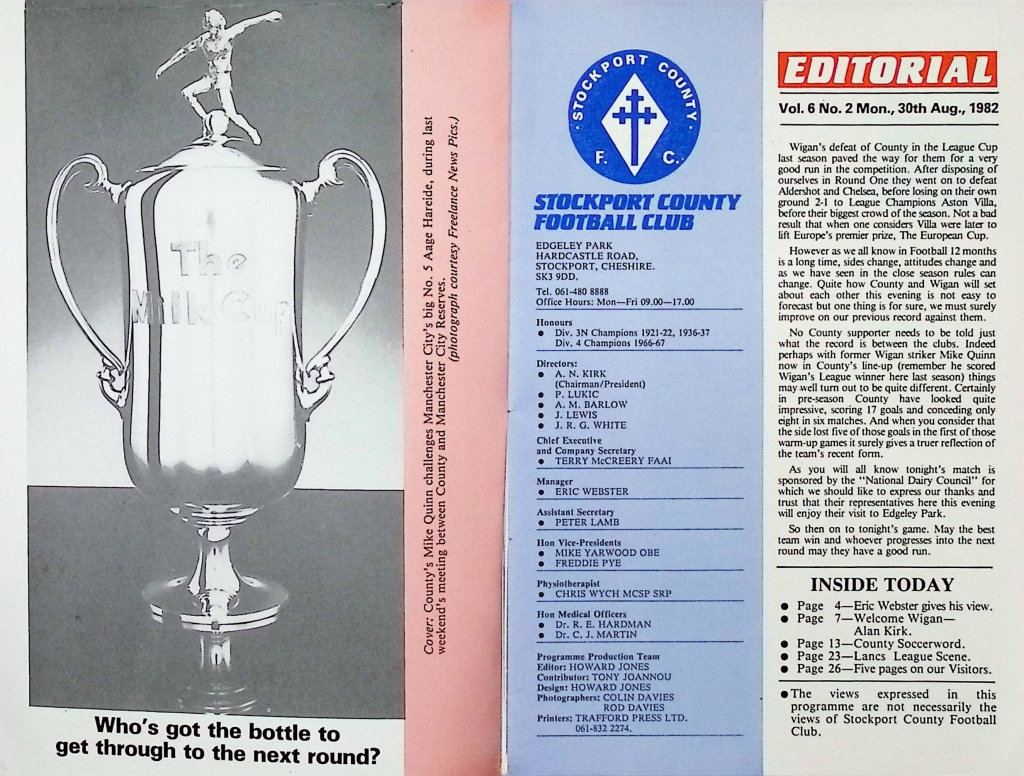 The
Milk Cup
Who's got the bottle to
get through to the next round?
Cover: County's Mike Quinn challenges Manchester City's big No. 5 Aage Hareide, during last
weekend's meeting between County and Manchester City Reserves.
(photograph courtesy Freelance News Pics.)
STOCKPORT COUNTY
F. C.
STOCKPORT COUNTY
FOOTBALL CLUB
EDGELEY PARK
HARDCASTLE ROAD,
STOCKPORT, CHESHIRE.
SK3 9DD.
Tel. 061-480 8888
Office Hours: Mon—Fri 09.00—17.00
Honours
● Div. 3N Champions 1921-22, 1936-37
Div. 4 Champions 1966-67
Directors:
● A. N. KIRK
(Chairman/President)
● P. LUKIC
● A. M. BARLOW
● J. LEWIS
● J. R. G. WHITE
Chief Executive
and Company Secretary
● TERRY McCREERY FAAI
Manager
● ERIC WEBSTER
Assistant Secretary
● PETER LAMB
Hon Vice-Presidents
● MIKE YARWOOD OBE
● FREDDIE PYE
Physiotherapist
● CHRIS WYCH MCSP SRP
Hon Medical Officers
● Dr. R. E. HARDMAN
● Dr. C. J. MARTIN
Programme Production Team
Editor: HOWARD JONES
Contributor: TONY JOANNOU
Design: HOWARD JONES
Photographers: COLIN DAVIES
ROD DAVIES
Printers: TRAFFORD PRESS LTD.
061-832 2274,
EDITORIAL
Vol. 6 No. 2 Mon., 30th Aug., 1982
Wigan's defeat of County in the League Cup
last season paved the way for them for a very
good run in the competition. After disposing of
ourselves in Round One they went on to defeat
Aldershot and Chelsea, before losing on their own
ground 2-1 to League Champions Aston Villa,
before their biggest crowd of the season. Not a bad
result that when one considers Villa were later to
lift Europe's premier prize, The European Cup.
However as we all know in Football 12 months
is a long time, sides change, attitudes change and
as we have seen in the close season rules can
change. Quite how County and Wigan will set
about each other this evening is not easy to
forecast but one thing is for sure, we must surely
improve on our previous record against them.
No County supporter needs to be told just
what the record is between the clubs. Indeed
perhaps with former Wigan striker Mike Quinn
now in County's line-up (remember he scored
Wigan's League winner here last season) things
may well turn out to be quite different. Certainly
in pre-season County have looked quite
impressive, scoring 17 goals and conceding only
eight in six matches. And when you consider that
the side lost five of those goals in the first of those
warm-up games it surely gives a truer reflection of
the team's recent form.
As you will all know tonight's match is
sponsored by the "National Dairy Council" for
which we should like to express our thanks and
trust that their representatives here this evening
will enjoy their visit to Edgeley Park.
So then on to tonight's game. May the best
team win and whoever progresses into the next
round may they have a good run.
INSIDE TODAY
● Page 4—Eric Webster gives his view.
● Page 7—Welcome Wigan—
Alan Kirk.
● Page 13—County Soccerword.
● Page 23—Lancs League Scene.
● Page 26—Five pages on our Visitors.
● The views expressed in this
programme are not necessarily the
views of Stockport County Football
Club.